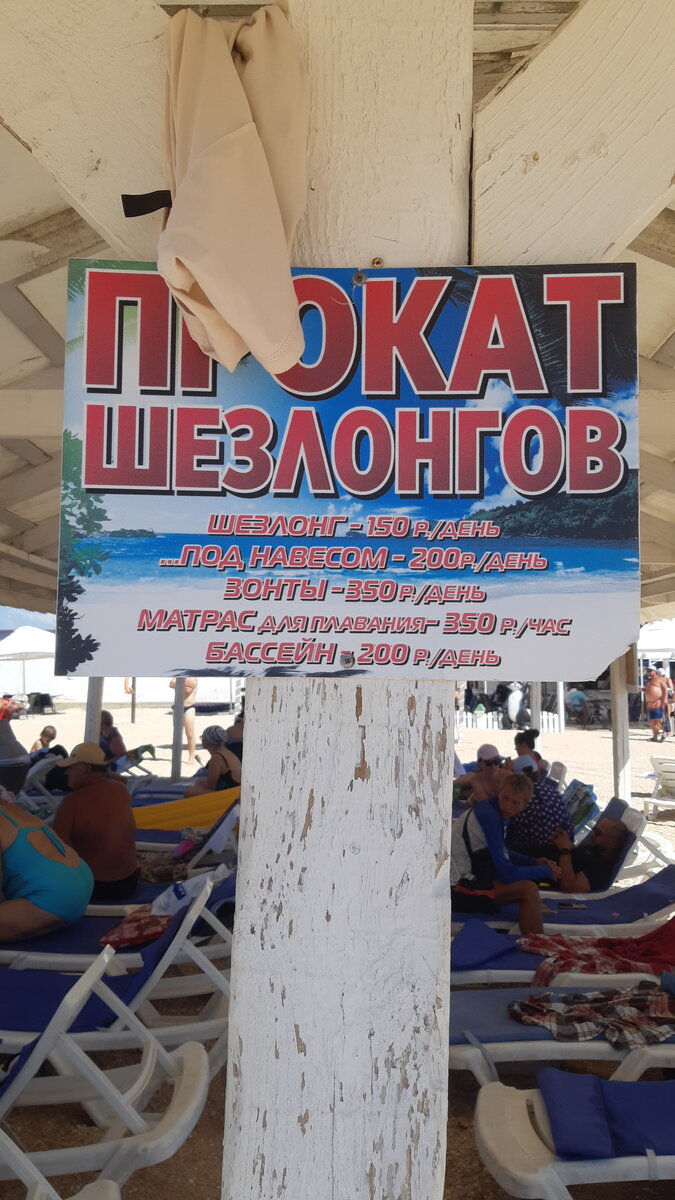 ПРОКАТ
ШЕЗЛОНГОВ
ШЕЗЛОНГ - 150 Р./ДЕНЬ
...ПОД НАВЕСОМ - 200Р./ДЕНЬ
ЗОНТЫ - 350 Р./ДЕНЬ
МАТРАС ДЛЯ ПЛАВАНИЯ- 350 Р./ЧАС
БАССЕЙН - 200 Р./ДЕНЬ